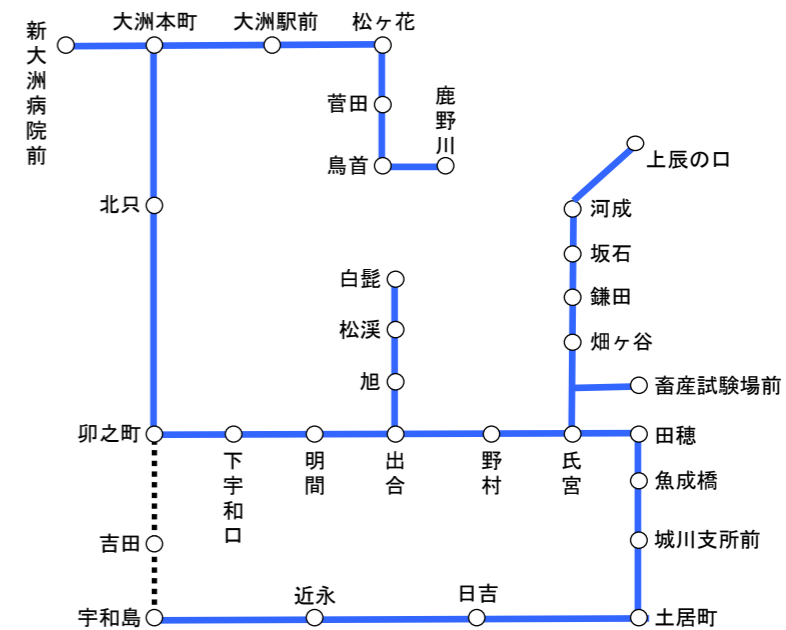 新大洲病院前
大洲本町
大洲駅前
松ヶ花
菅田
鳥首
鹿野川
北只
上辰の口
河成
坂石
鎌田
畑ヶ谷
畜産試験場前
白髭
松渓
旭
卯之町
下宇和口
明間
出合
野村
氏宮
田穂
魚成橋
城川支所前
吉田
宇和島
近永
日吉
土居町